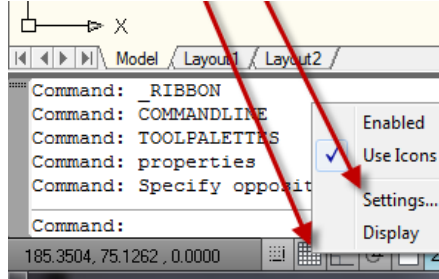 X
Model / Layout1 / Layout2 /
Command: _RIBBON
Command: COMMANDLINE
Command: TOOLPALETTES
Command: properties
Command: Specify opposit
Command:
Enabled
Use Icons
Settings...
Display
185.3504, 75.1262 , 0.0000